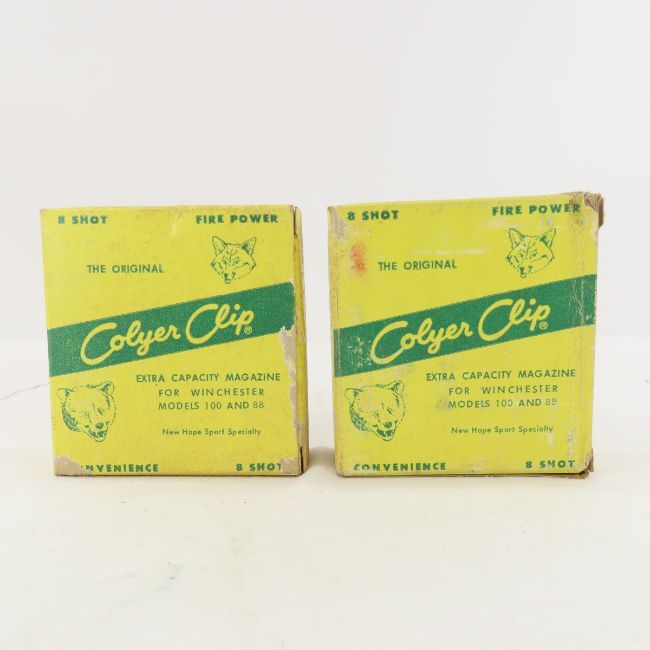 8 SHOT FIRE POWER
THE ORIGINAL
Colyer Clip®
EXTRA CAPACITY MAGAZINE
FOR WINCHESTER
MODELS 100 AND 88
New Hope Sport Specialty
NVENIENCE 8 SHOT
8 SHOT FIRE POWER
THE ORIGINAL
Colyer Clip®
EXTRA CAPACITY MAGAZINE
FOR WINCHESTER
MODELS 100 AND 88
New Hope Sport Specialty
CONVENIENCE 8 SHOT